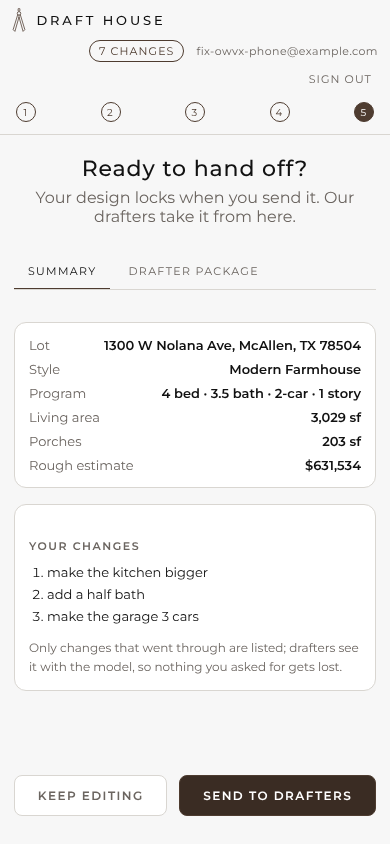 DRAFT HOUSE
7 CHANGES fix-owvx-phone@example.com
SIGN OUT
1 2 3 4 5
Ready to hand off?
Your design locks when you send it. Our
drafters take it from here.
SUMMARY DRAFTER PACKAGE
Lot 1300 W Nolana Ave, McAllen, TX 78504
Style Modern Farmhouse
Program 4 bed · 3.5 bath · 2-car · 1 story
Living area 3,029 sf
Porches 203 sf
Rough estimate $631,534
YOUR CHANGES
1. make the kitchen bigger
2. add a half bath
3. make the garage 3 cars
Only changes that went through are listed; drafters see
it with the model, so nothing you asked for gets lost.
KEEP EDITING SEND TO DRAFTERS